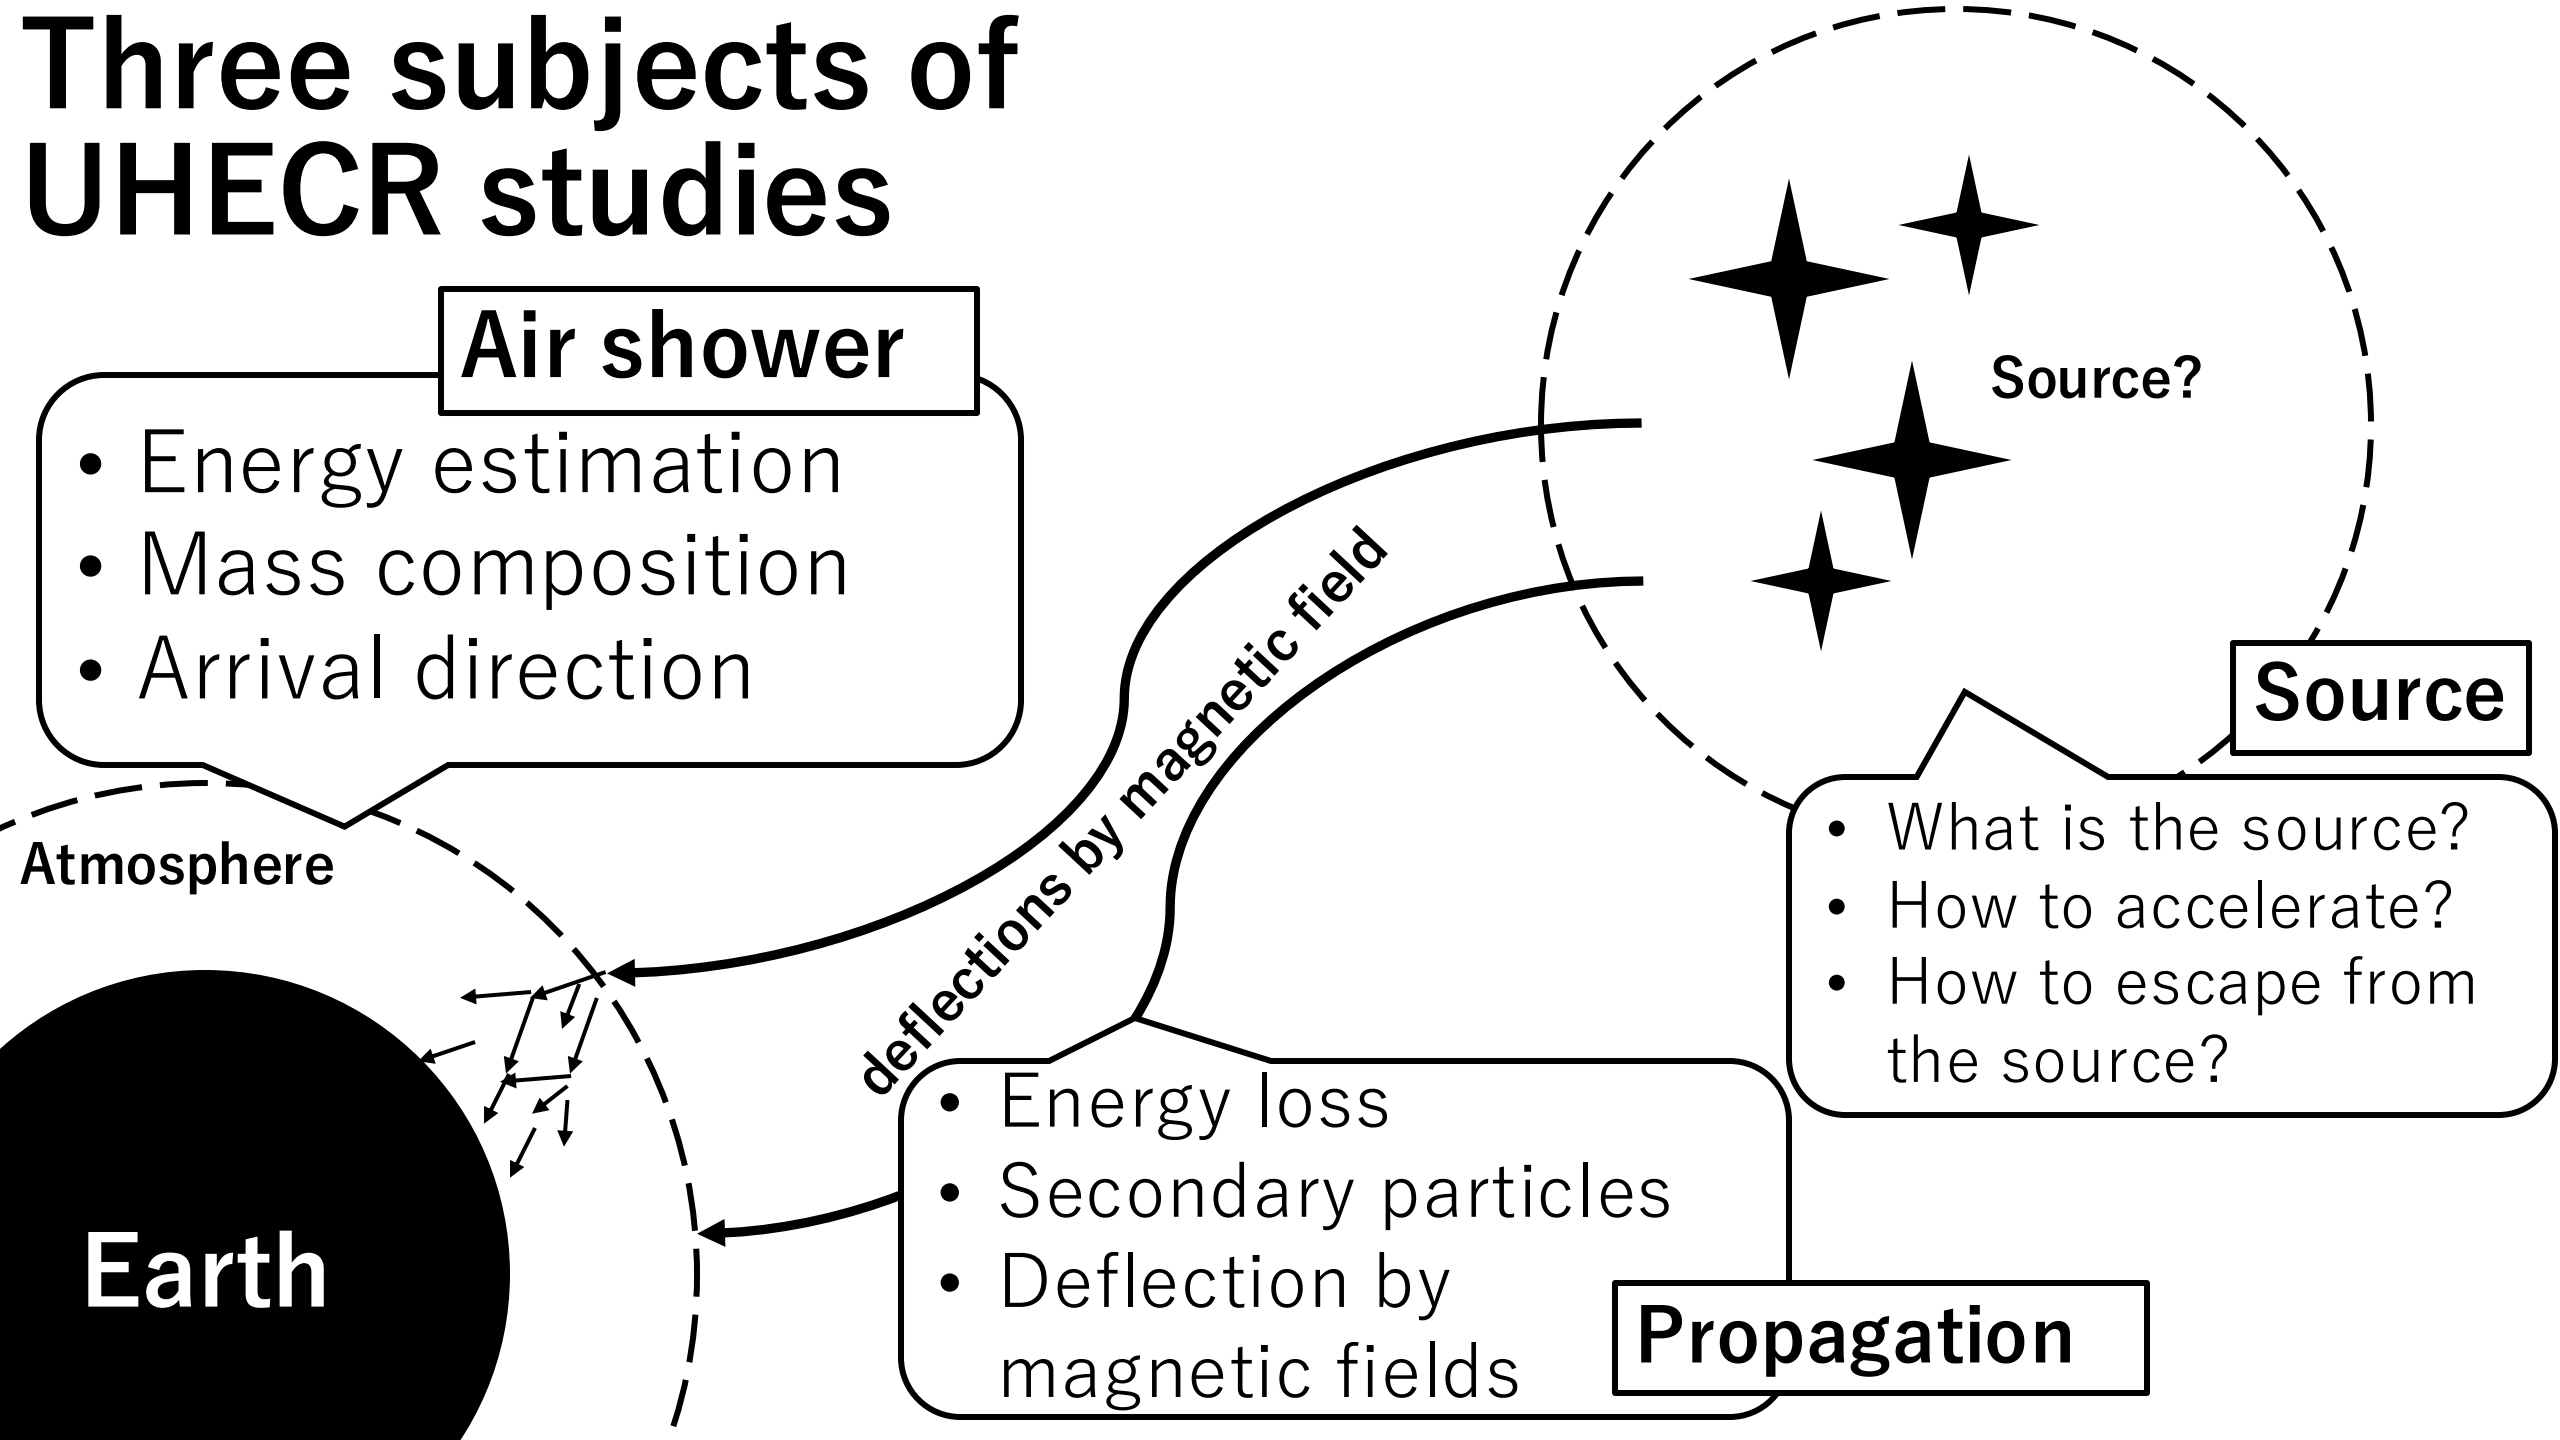 Three subjects of
UHECR studies
Air shower
• Energy estimation
• Mass composition
• Arrival direction
Atmosphere
Earth
deflections by magnetic field
Source?
Source
• What is the source?
• How to accelerate?
• How to escape from
the source?
• Energy loss
• Secondary particles
• Deflection by
magnetic fields
Propagation